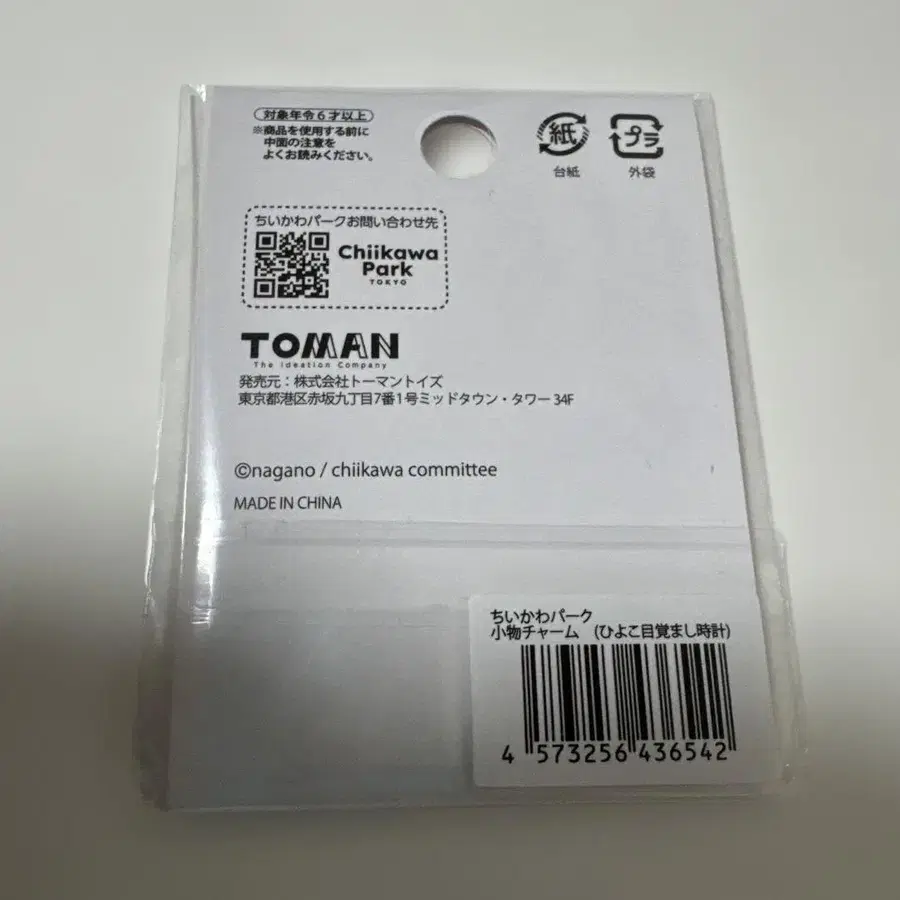 対象年令6才以上
※商品を使用する前に
中面の注意を
よくお読みください。
紙
台紙
プラ
外袋
ちいかわパークお問い合わせ先
Chiikawa
Park
TOKYO
TOMAN
The Ideation Company
発売元：株式会社トーマントイズ
東京都港区赤坂九丁目7番1号ミッドタウン・タワー 34F
©nagano / chiikawa committee
MADE IN CHINA
ちいかわパーク
小物チャーム （ひよこ目覚まし時計）
4 573256 436542